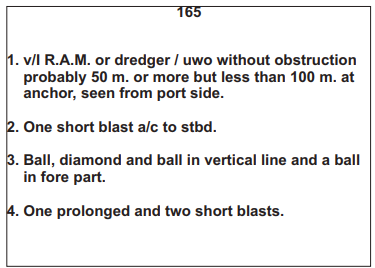 165
1. v/l R.A.M. or dredger / uwo without obstruction
probably 50 m. or more but less than 100 m. at
anchor, seen from port side.
2. One short blast a/c to stbd.
3. Ball, diamond and ball in vertical line and a ball
in fore part.
4. One prolonged and two short blasts.